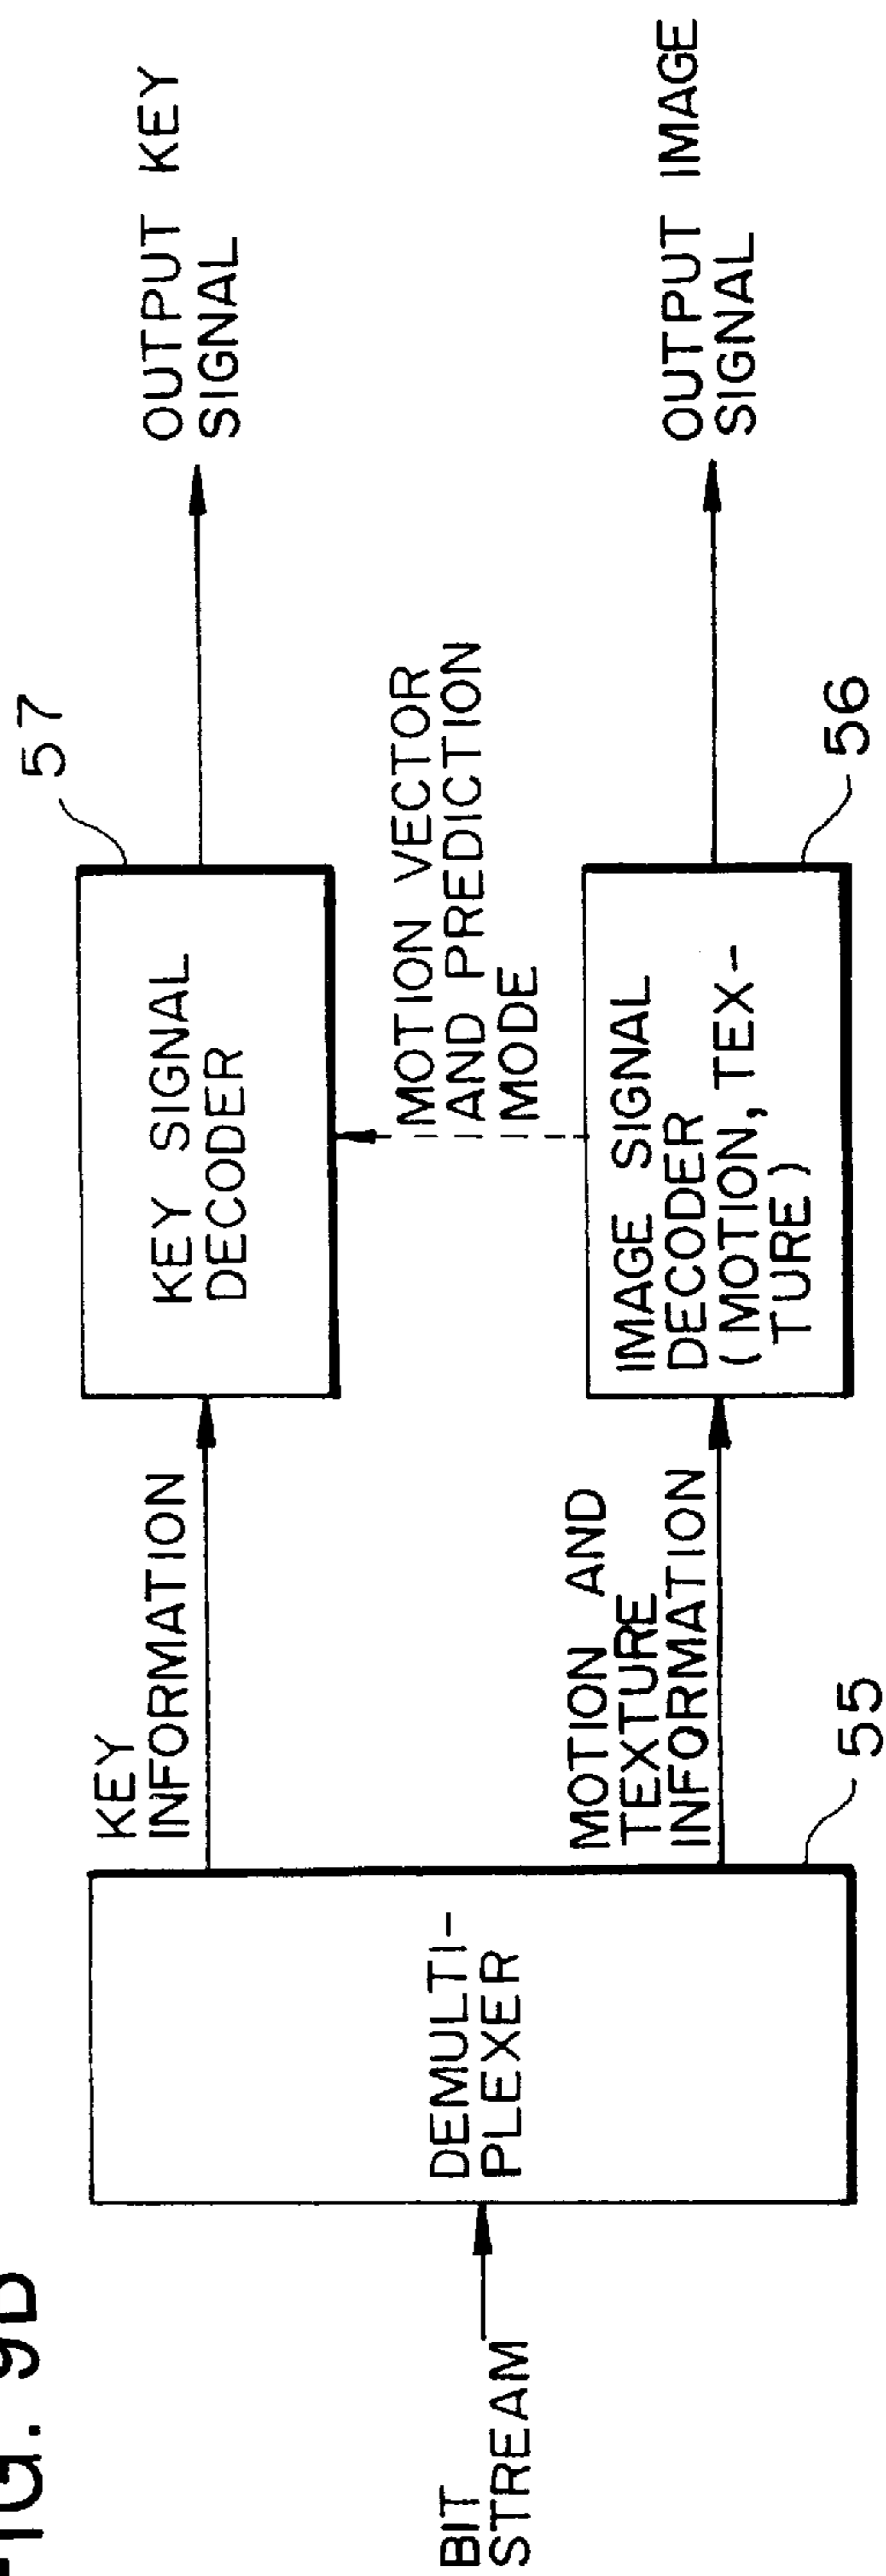 FIG. 9B
BIT
STREAM
DEMULTI-
PLEXER
55
KEY
INFORMATION
MOTION AND
TEXTURE
INFORMATION
KEY SIGNAL
DECODER
57
MOTION VECTOR
AND PREDICTION
MODE
IMAGE SIGNAL
DECODER
(MOTION, TEX-
TURE)
56
OUTPUT KEY
SIGNAL
OUTPUT IMAGE
SIGNAL